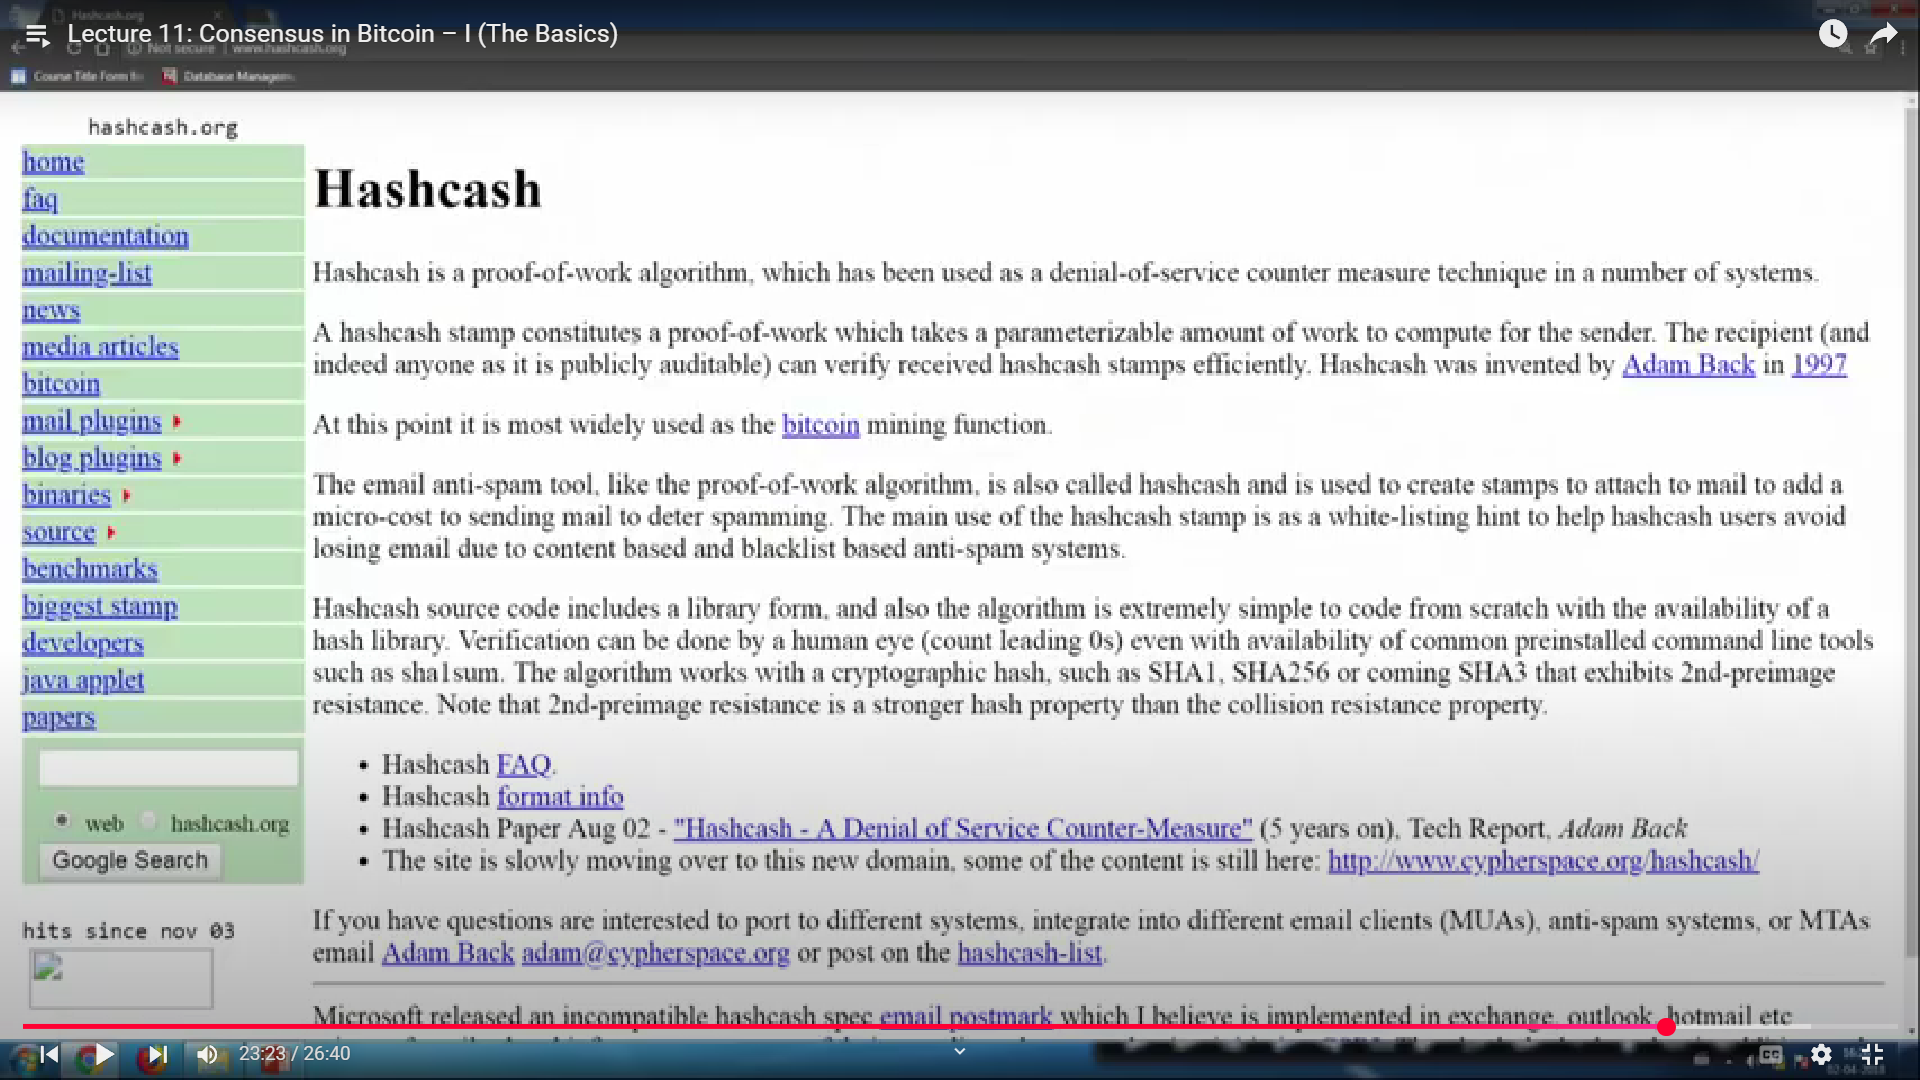 Hashcash.org
Lecture 11: Consensus in Bitcoin – I (The Basics)
Not secure | www.hashcash.org
Course Title Form
Database Managem
hashcash.org
home
faq
documentation
mailing-list
news
media articles
bitcoin
mail plugins
blog plugins
binaries
source
benchmarks
biggest stamp
developers
java applet
papers
web hashcash.org
Google Search
hits since nov 03
Hashcash
Hashcash is a proof-of-work algorithm, which has been used as a denial-of-service counter measure technique in a number of systems.
A hashcash stamp constitutes a proof-of-work which takes a parameterizable amount of work to compute for the sender. The recipient (and
indeed anyone as it is publicly auditable) can verify received hashcash stamps efficiently. Hashcash was invented by Adam Back in 1997
At this point it is most widely used as the bitcoin mining function.
The email anti-spam tool, like the proof-of-work algorithm, is also called hashcash and is used to create stamps to attach to mail to add a
micro-cost to sending mail to deter spamming. The main use of the hashcash stamp is as a white-listing hint to help hashcash users avoid
losing email due to content based and blacklist based anti-spam systems.
Hashcash source code includes a library form, and also the algorithm is extremely simple to code from scratch with the availability of a
hash library. Verification can be done by a human eye (count leading 0s) even with availability of common preinstalled command line tools
such as sha1sum. The algorithm works with a cryptographic hash, such as SHA1, SHA256 or coming SHA3 that exhibits 2nd-preimage
resistance. Note that 2nd-preimage resistance is a stronger hash property than the collision resistance property.
• Hashcash FAQ.
• Hashcash format info
• Hashcash Paper Aug 02 - "Hashcash - A Denial of Service Counter-Measure" (5 years on), Tech Report, Adam Back
• The site is slowly moving over to this new domain, some of the content is still here: http://www.cypherspace.org/hashcash/
If you have questions are interested to port to different systems, integrate into different email clients (MUAs), anti-spam systems, or MTAs
email Adam Back adam@cypherspace.org or post on the hashcash-list.
Microsoft released an incompatible hashcash spec email postmark which I believe is implemented in exchange, outlook, hotmail etc
23:23 / 26:40
CC